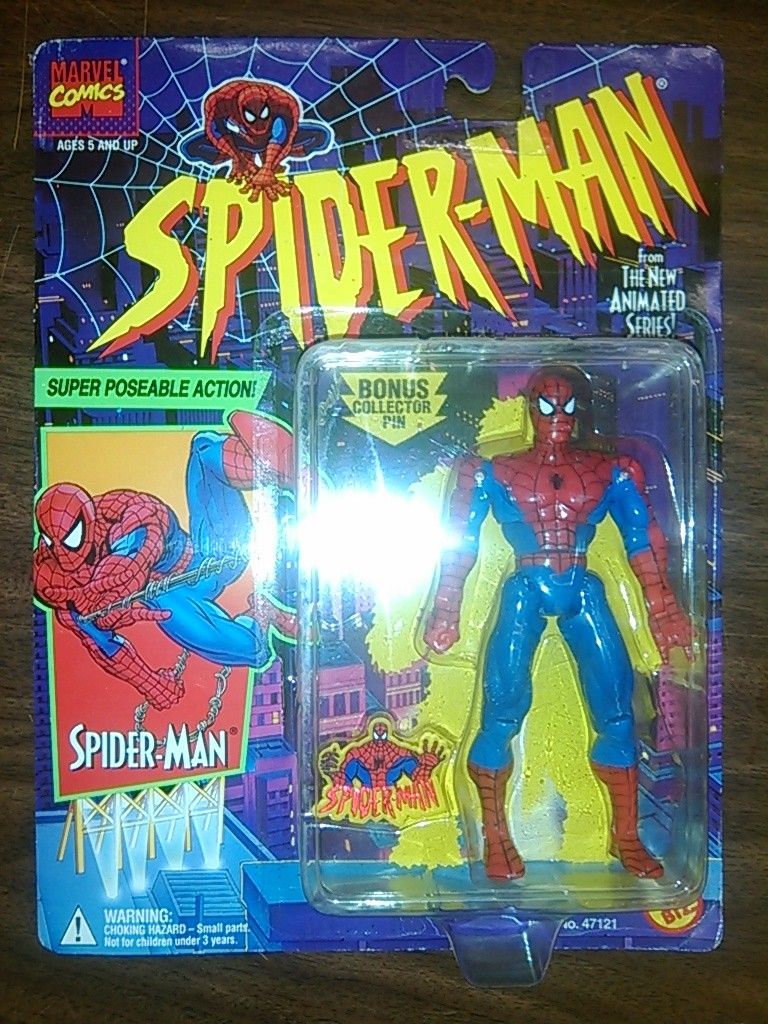 MARVEL®
COMICS
M
AGES 5 AND UP
SPIDER-MAN®
from
THE NEW
ANIMATED
SERIES!
SUPER POSEABLE ACTION!
BONUS
COLLECTOR
PIN
SPIDER-MAN®
SPIDER-MAN
WARNING:
CHOKING HAZARD – Small parts.
Not for children under 3 years.
No. 47121
BIZ